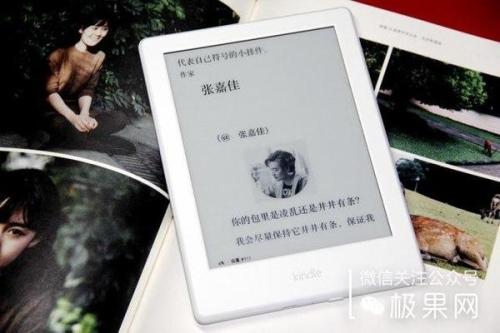 代表自己符号的小挂件。
作家
张嘉佳
（@ 张嘉佳）
你的包里是凌乱还是井井有条？
我会尽量保持它井井有条，保证我
kindle
微信关注公众号
极果网